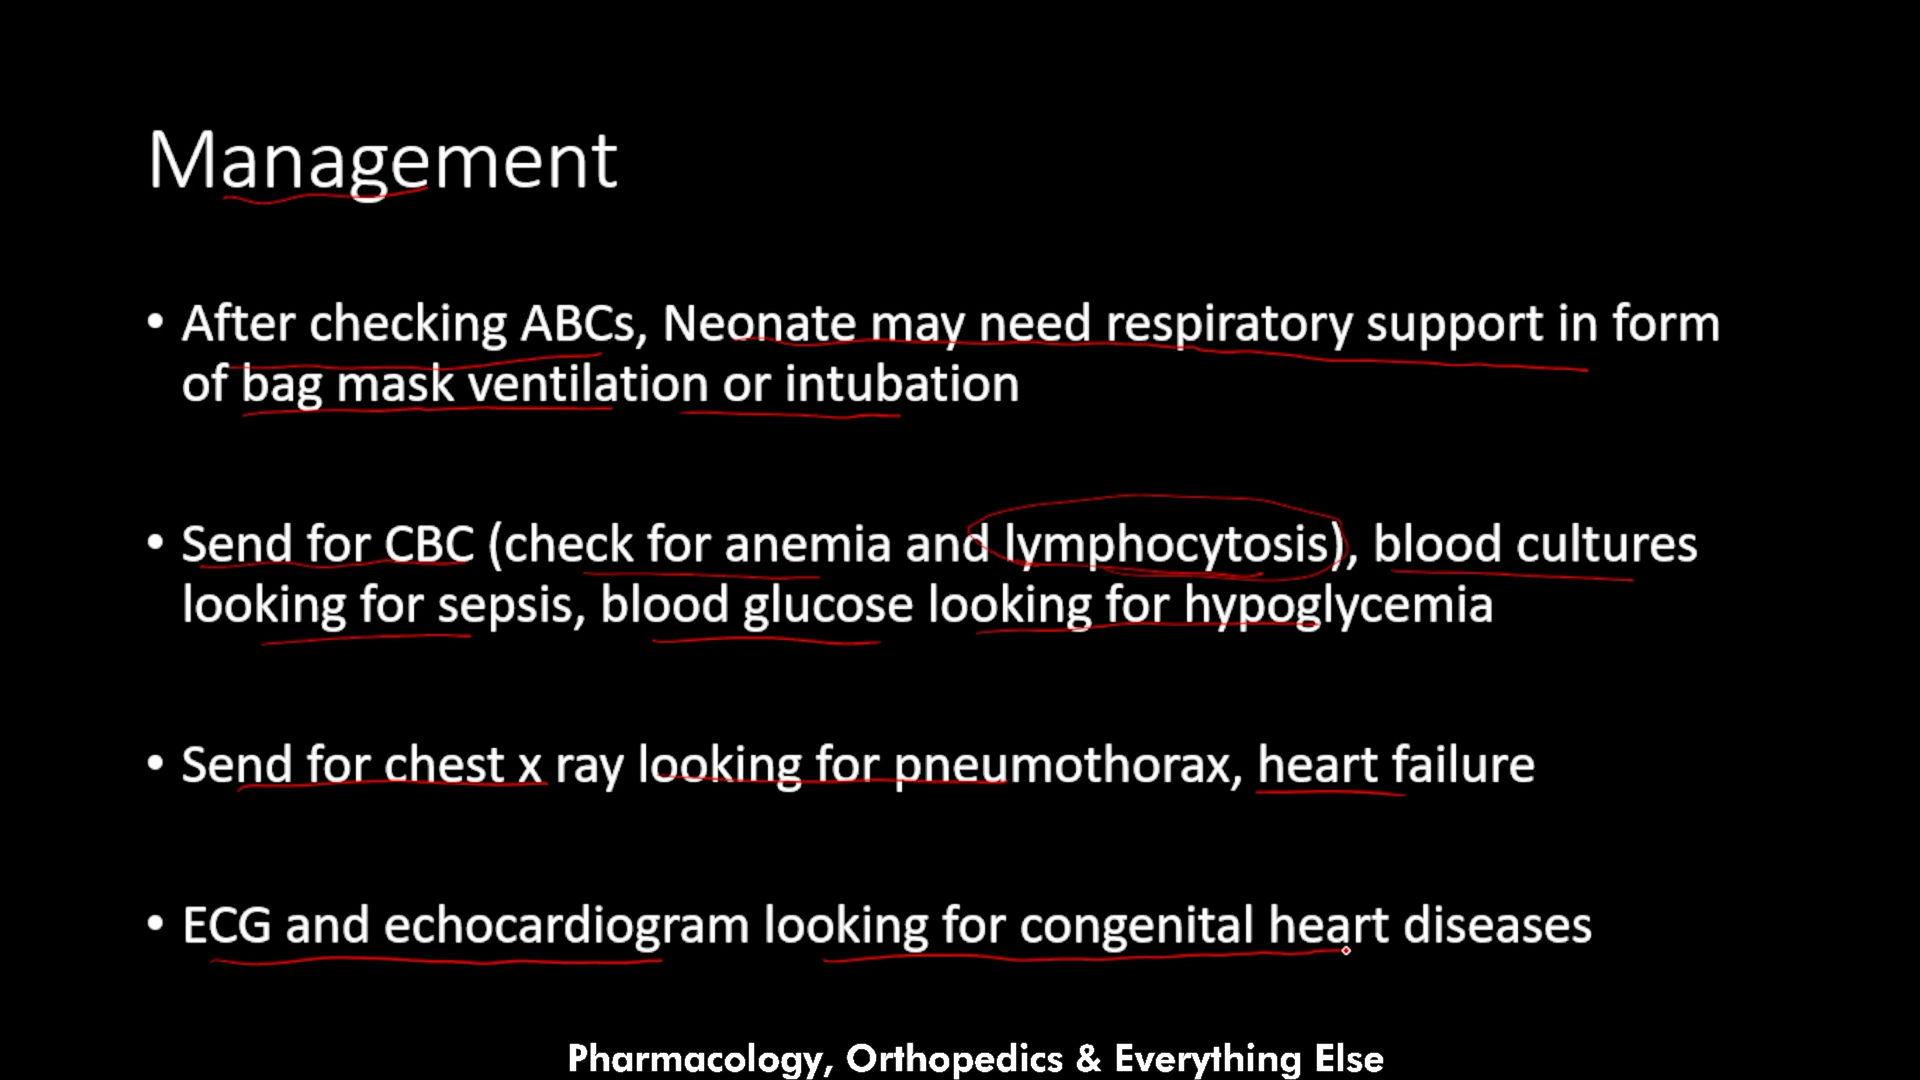 Management
• After checking ABCs, Neonate may need respiratory support in form
of bag mask ventilation or intubation
• Send for CBC (check for anemia and lymphocytosis), blood cultures
looking for sepsis, blood glucose looking for hypoglycemia
• Send for chest x ray looking for pneumothorax, heart failure
• ECG and echocardiogram looking for congenital heart diseases
Pharmacology, Orthopedics & Everything Else